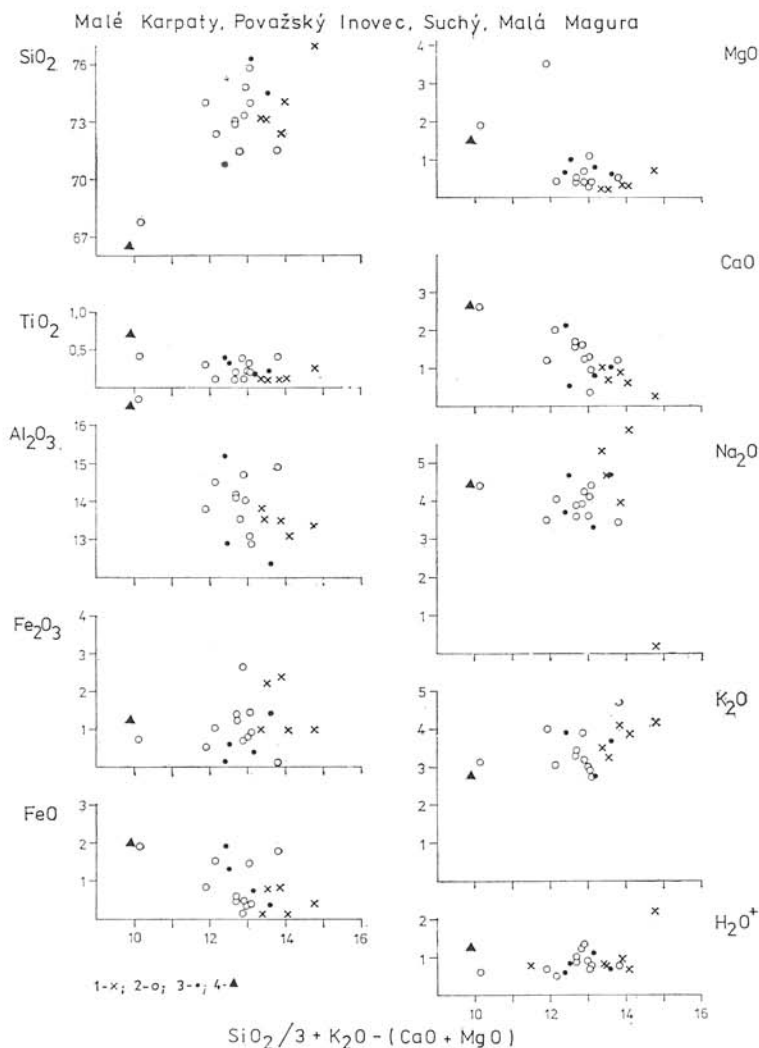 Malé Karpaty, Považský Inovec, Suchý, Malá Magura
SiO2
76
73
70
67
10 12 14 16
TiO2
1,0
0,5
Al2O3
15
14
13
Fe2O3
4
3
2
1
FeO
3
2
1
10 12 14 16
1-x; 2-o; 3-•; 4-▲
MgO
4
3
2
1
CaO
3
2
1
Na2O
5
4
3
2
1
K2O
5
4
3
2
1
H2O+
2
1
10 12 14 16
SiO2/3 + K2O - (CaO + MgO)